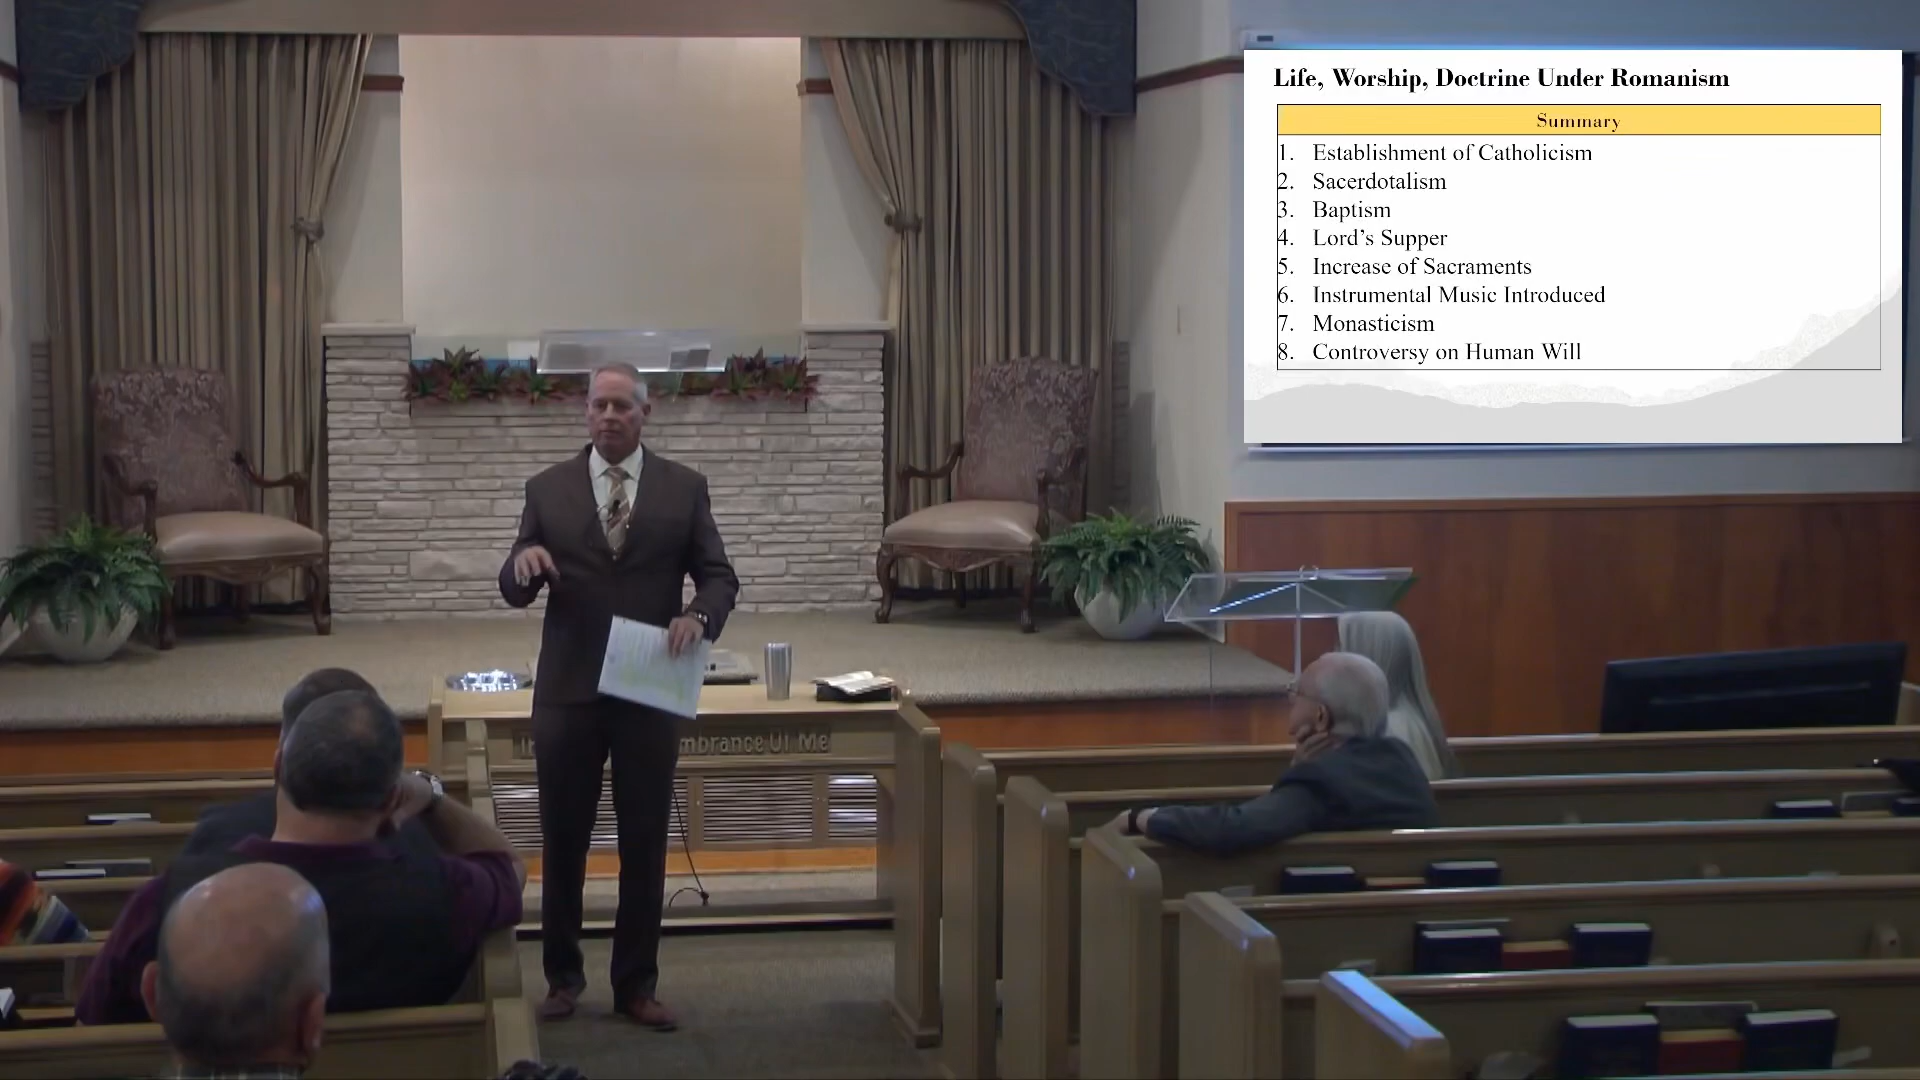 Life, Worship, Doctrine Under Romanism
Summary
1. Establishment of Catholicism
2. Sacerdotalism
3. Baptism
4. Lord's Supper
5. Increase of Sacraments
6. Instrumental Music Introduced
7. Monasticism
8. Controversy on Human Will
Me